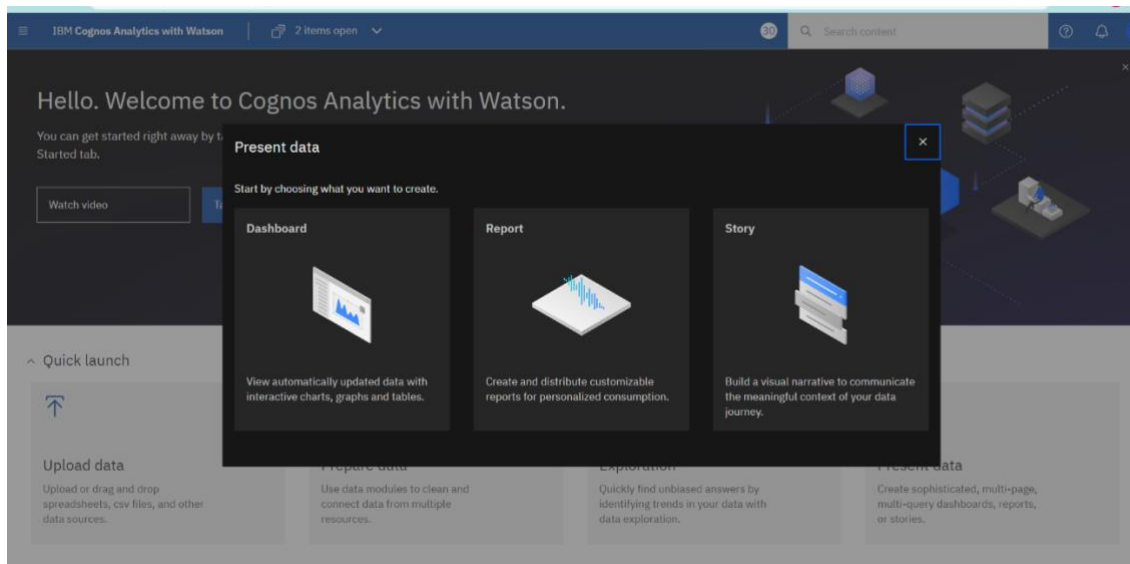 IBM Cognos Analytics with Watson
2 items open
30
Search content
Hello. Welcome to Cognos Analytics with Watson.
You can get started right away by
Started tab.
Watch video
Present data
Start by choosing what you want to create.
Dashboard
View automatically updated data with
interactive charts, graphs and tables.
Report
Create and distribute customizable
reports for personalized consumption.
Story
Build a visual narrative to communicate
the meaningful context of your data
journey.
Quick launch
Upload data
Upload or drag and drop
spreadsheets, csv files, and other
data sources.
Prepare data
Use data modules to clean and
connect data from multiple
resources.
Exploration
Quickly find unbiased answers by
identifying trends in your data with
data exploration.
Present data
Create sophisticated, multi-page,
multi-query dashboards, reports,
or stories.